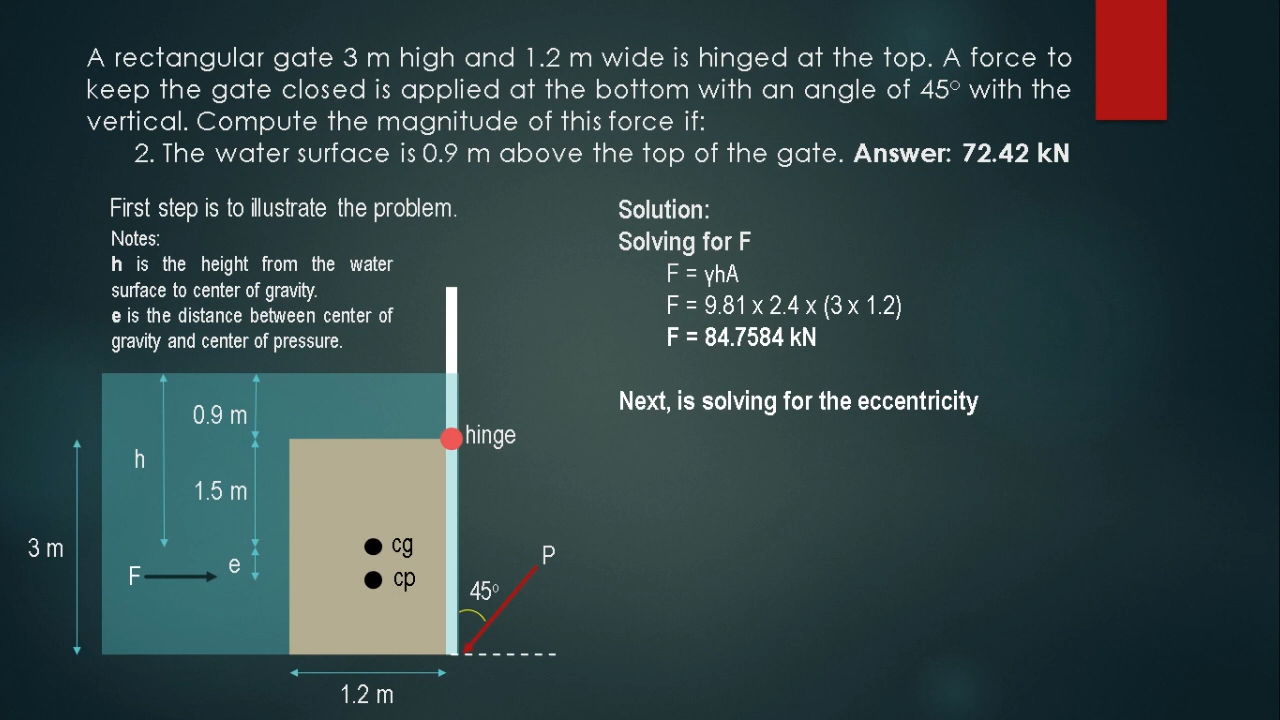 A rectangular gate 3 m high and 1.2 m wide is hinged at the top. A force to
keep the gate closed is applied at the bottom with an angle of 45° with the
vertical. Compute the magnitude of this force if:
2. The water surface is 0.9 m above the top of the gate. Answer: 72.42 kN
First step is to illustrate the problem.
Notes:
h is the height from the water
surface to center of gravity.
e is the distance between center of
gravity and center of pressure.
Solution:
Solving for F
F = γhA
F = 9.81 x 2.4 x (3 x 1.2)
F = 84.7584 kN
Next, is solving for the eccentricity
0.9 m
hinge
h
1.5 m
3 m
cg
P
F
e
cp
45°
1.2 m